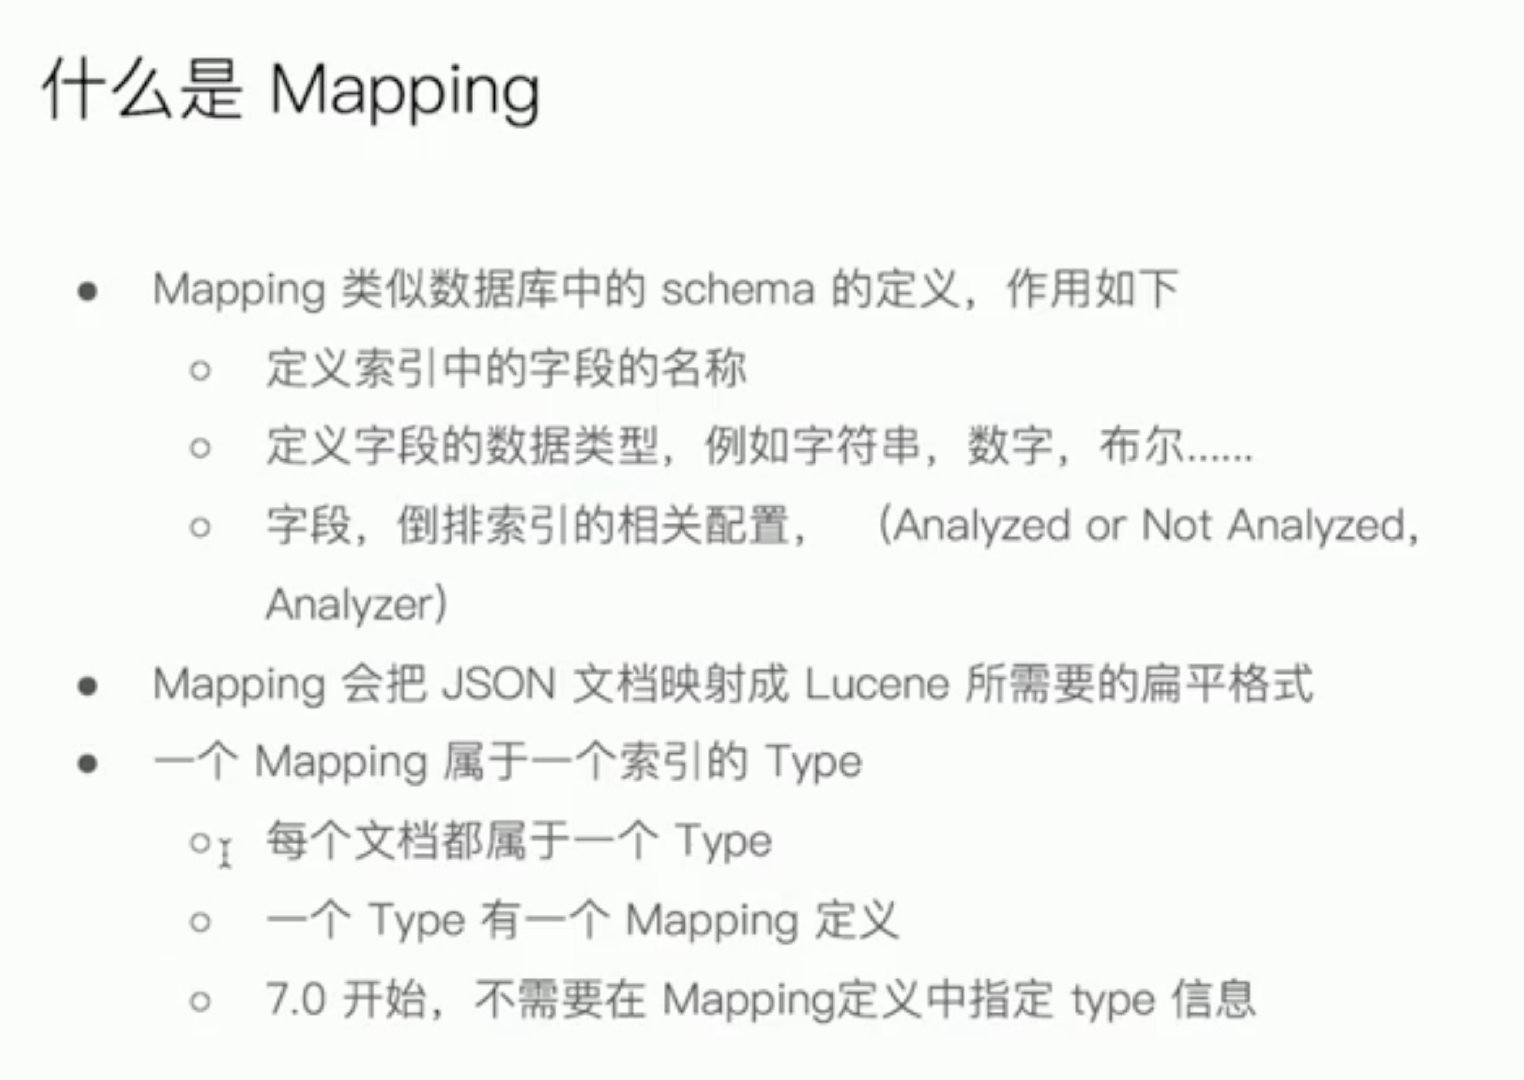 什么是 Mapping
● Mapping 类似数据库中的 schema 的定义，作用如下
○ 定义索引中的字段的名称
○ 定义字段的数据类型，例如字符串，数字，布尔......
○ 字段，倒排索引的相关配置，（Analyzed or Not Analyzed,
Analyzer）
● Mapping 会把 JSON 文档映射成 Lucene 所需要的扁平格式
● 一个 Mapping 属于一个索引的 Type
○ 每个文档都属于一个 Type
○ 一个 Type 有一个 Mapping 定义
○ 7.0 开始，不需要在 Mapping定义中指定 type 信息